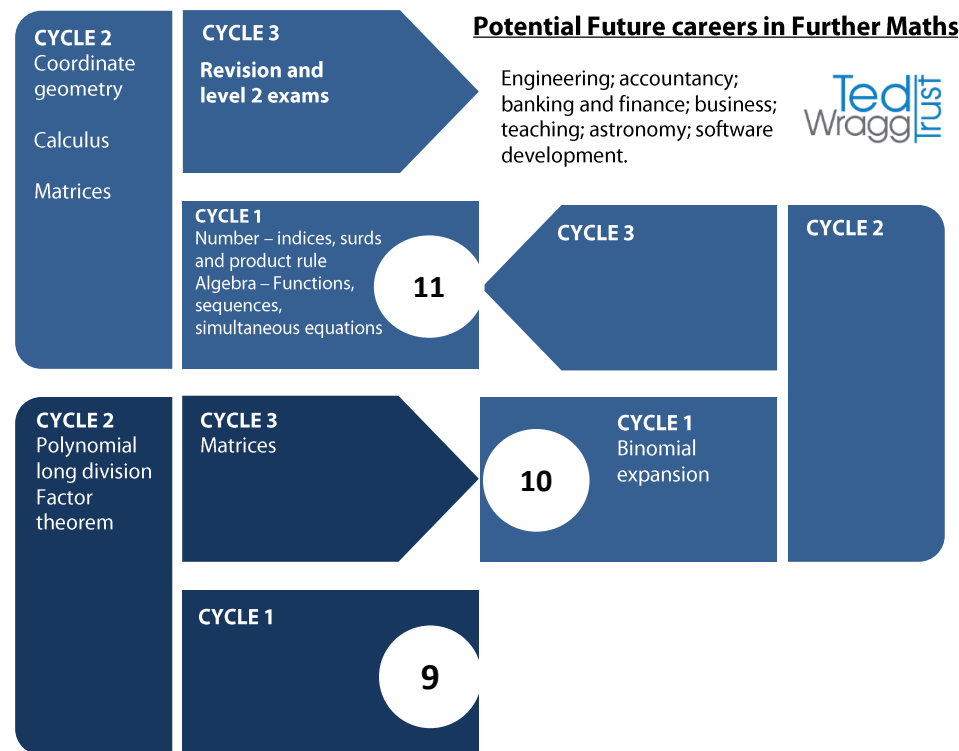 Potential Future careers in Further Maths
Engineering; accountancy;
banking and finance; business;
teaching; astronomy; software
development.
Ted
Wragg
Trust
CYCLE 2
Coordinate
geometry
Calculus
Matrices
CYCLE 3
Revision and
level 2 exams
CYCLE 1
Number – indices, surds
and product rule
Algebra – Functions,
sequences,
simultaneous equations
11
CYCLE 3
CYCLE 2
CYCLE 2
Polynomial
long division
Factor
theorem
CYCLE 3
Matrices
10
CYCLE 1
Binomial
expansion
CYCLE 1
9